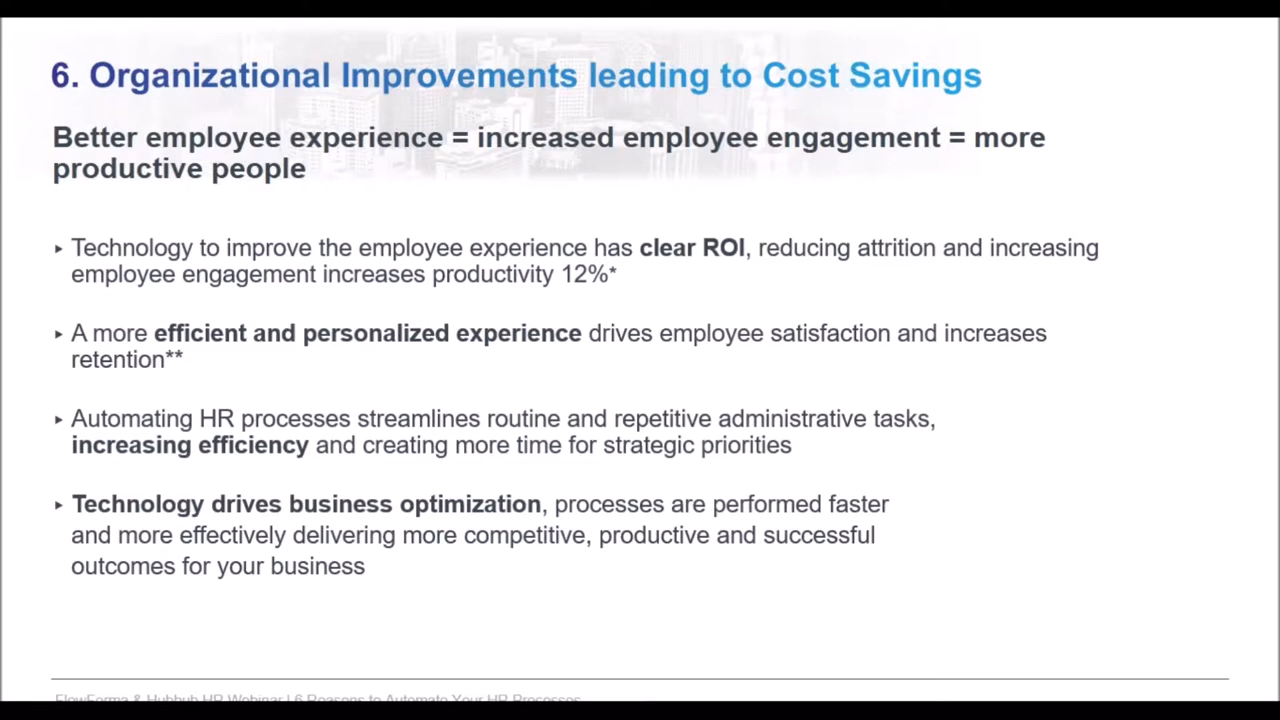 6. Organizational Improvements leading to Cost Savings
Better employee experience = increased employee engagement = more
productive people
▸ Technology to improve the employee experience has clear ROI, reducing attrition and increasing
employee engagement increases productivity 12%*
▸ A more efficient and personalized experience drives employee satisfaction and increases
retention**
▸ Automating HR processes streamlines routine and repetitive administrative tasks,
increasing efficiency and creating more time for strategic priorities
▸ Technology drives business optimization, processes are performed faster
and more effectively delivering more competitive, productive and successful
outcomes for your business
FlowForma & Hubbub HR Webinar | 6 Reasons to Automate Your HR Processes